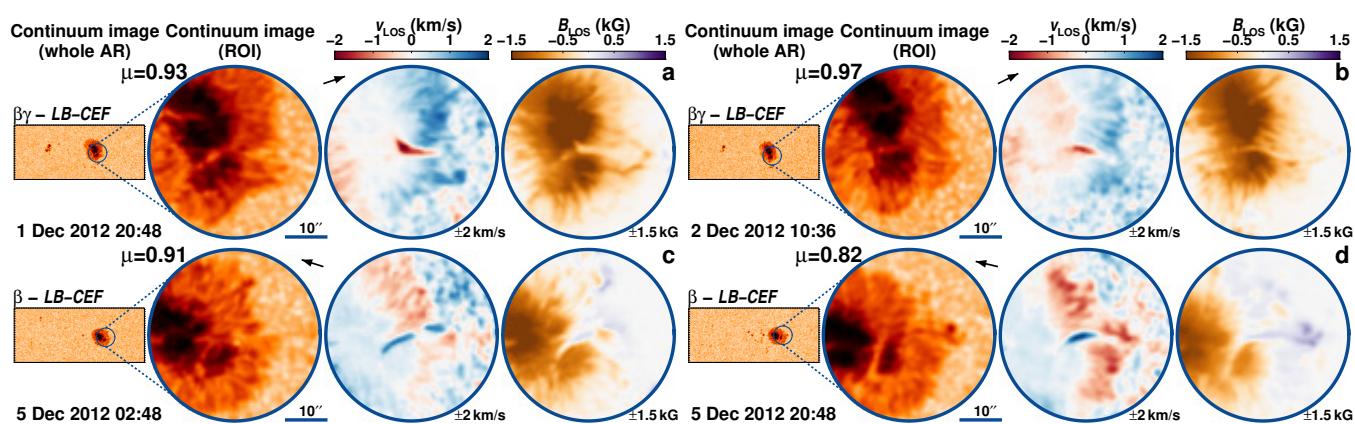 Continuum image
(whole AR)
Continuum image
(ROI)
v_LOS (km/s)
−2 −1 0 1 2
B_LOS (kG)
−1.5 −0.5 0.5 1.5
Continuum image
(whole AR)
Continuum image
(ROI)
v_LOS (km/s)
−2 −1 0 1 2
B_LOS (kG)
−1.5 −0.5 0.5 1.5
μ=0.93
a
βγ – LB–CEF
1 Dec 2012 20:48
10′′
±2 km/s
±1.5 kG
μ=0.97
b
βγ – LB–CEF
2 Dec 2012 10:36
10′′
±2 km/s
±1.5 kG
μ=0.91
c
β – LB–CEF
5 Dec 2012 02:48
10′′
±2 km/s
±1.5 kG
μ=0.82
d
β – LB–CEF
5 Dec 2012 20:48
10′′
±2 km/s
±1.5 kG